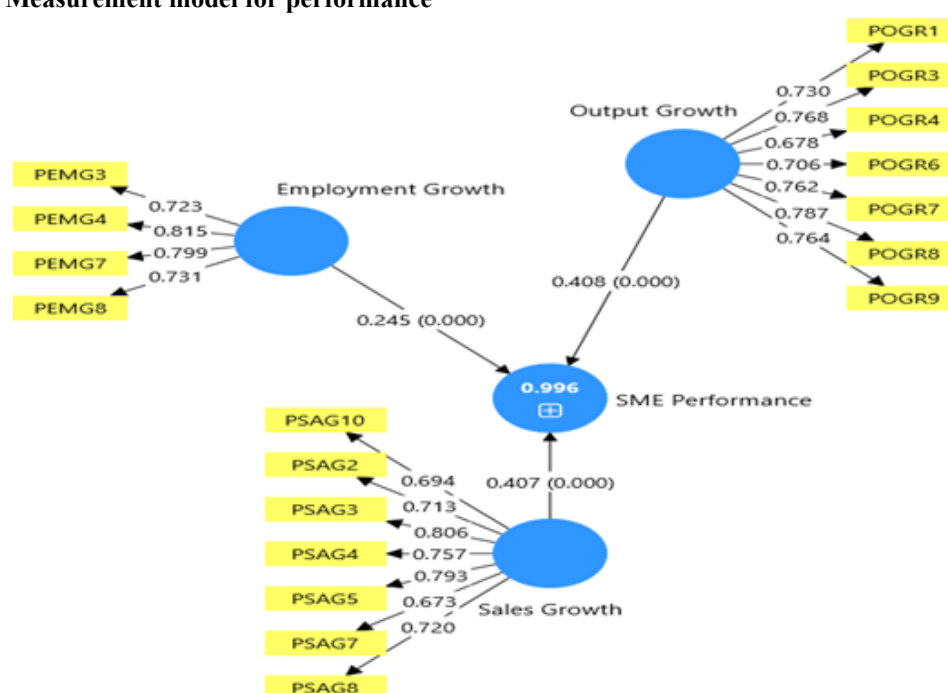 Measurement model for performance
POGR1
POGR3
POGR4
POGR6
POGR7
POGR8
POGR9
0.730
0.768
0.678
0.706
0.762
0.787
0.764
Output Growth
Employment Growth
PEMG3
PEMG4
PEMG7
PEMG8
0.723
0.815
0.799
0.731
0.408 (0.000)
0.245 (0.000)
0.996
SME Performance
0.407 (0.000)
PSAG10
PSAG2
PSAG3
PSAG4
PSAG5
PSAG7
PSAG8
0.694
0.713
0.806
0.757
0.793
0.673
0.720
Sales Growth